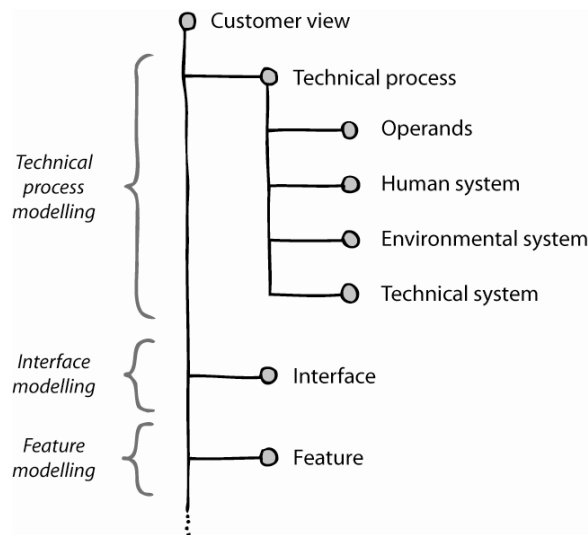 Customer view
Technical process
Operands
Technical
process
modelling
Human system
Environmental system
Technical system
Interface
modelling
Interface
Feature
modelling
Feature